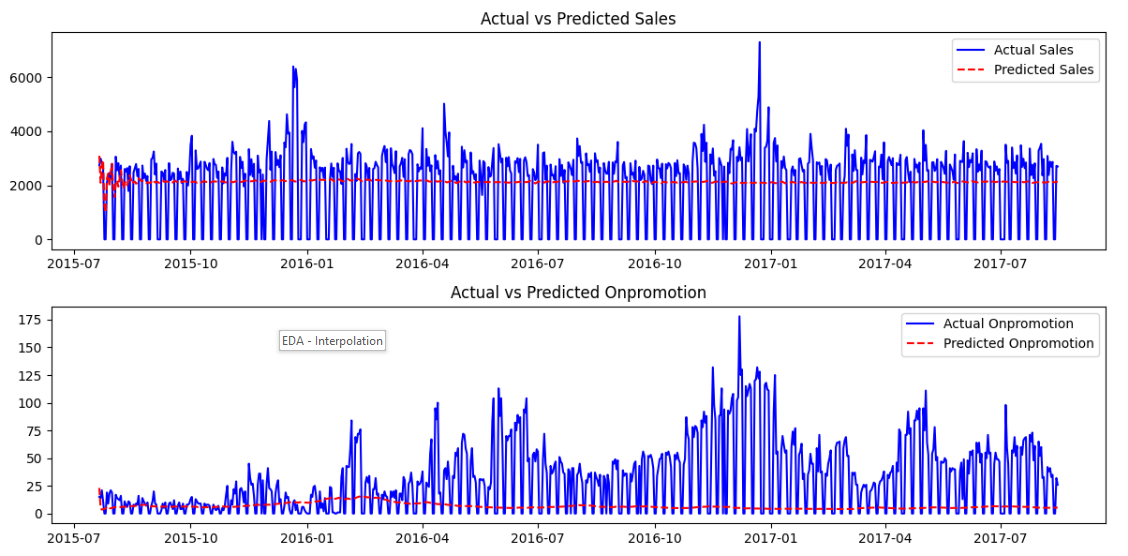 Actual vs Predicted Sales
Actual Sales
Predicted Sales
6000
4000
2000
0
2015-07 2015-10 2016-01 2016-04 2016-07 2016-10 2017-01 2017-04 2017-07
Actual vs Predicted Onpromotion
Actual Onpromotion
Predicted Onpromotion
EDA - Interpolation
175
150
125
100
75
50
25
0
2015-07 2015-10 2016-01 2016-04 2016-07 2016-10 2017-01 2017-04 2017-07